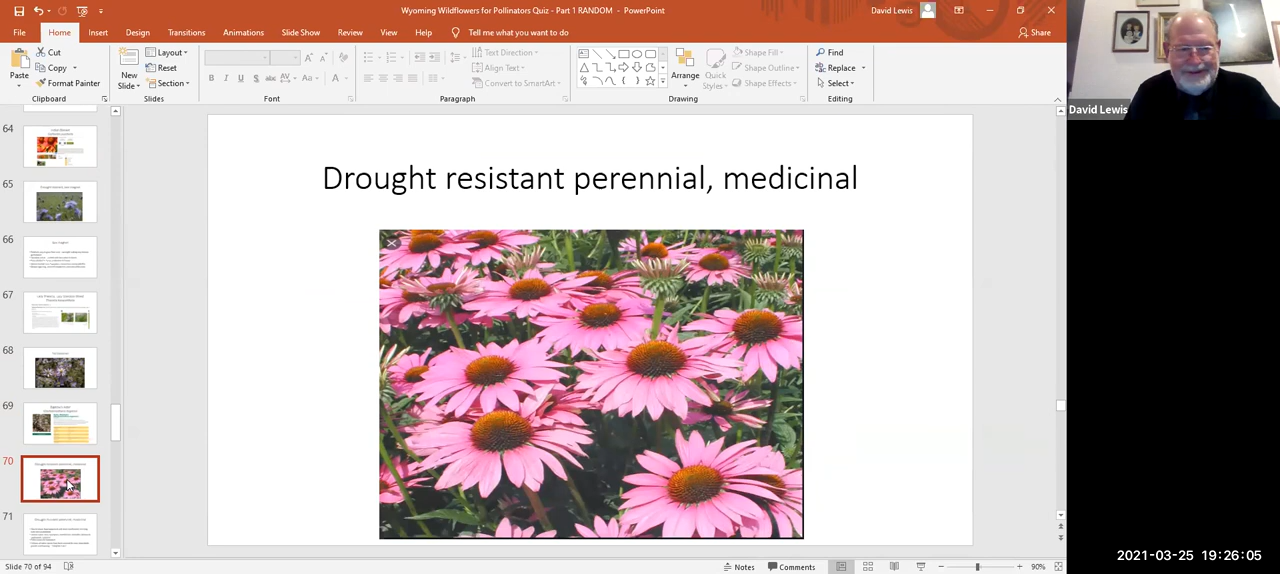 Wyoming Wildflowers for Pollinators Quiz - Part 1 RANDOM - PowerPoint
David Lewis
File Home Insert Draw Design Transitions Animations Slide Show Review View Help Tell me what you want to do Share
Paste
Cut
Copy
Format Painter
Clipboard
New
Slide
Layout
Reset
Section
Slides
B I U S abc AV Aa A
Font
Text Direction
Align Text
Convert to SmartArt
Paragraph
Arrange
Quick
Styles
Shape Fill
Shape Outline
Shape Effects
Drawing
Find
Replace
Select
Editing
David Lewis
64
65
66
67
68
69
70
71
Drought resistant perennial, medicinal
Slide 70 of 94
Notes
Comments
90%
2021-03-25 19:26:05